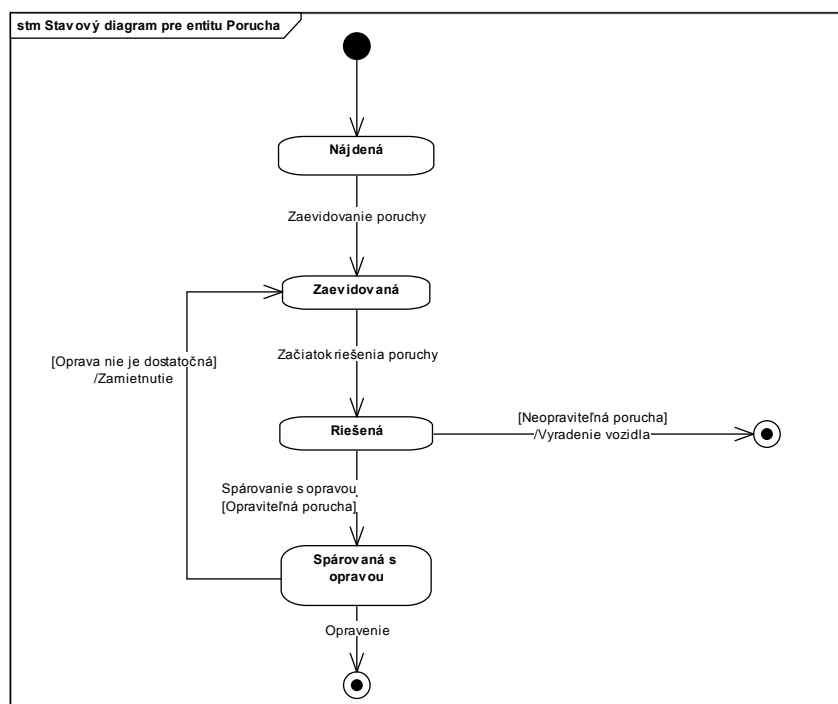 stm Stavový diagram pre entitu Porucha
Nájdená
Zaevidovanie poruchy
Zaevidovaná
[Oprava nie je dostatočná]
/Zamietnutie
Začiatok riešenia poruchy
Riešená
[Neopraviteľná porucha]
/Vyradenie vozidla
Spárovanie s opravou
[Opraviteľná porucha]
Spárovaná s
opravou
Opravenie